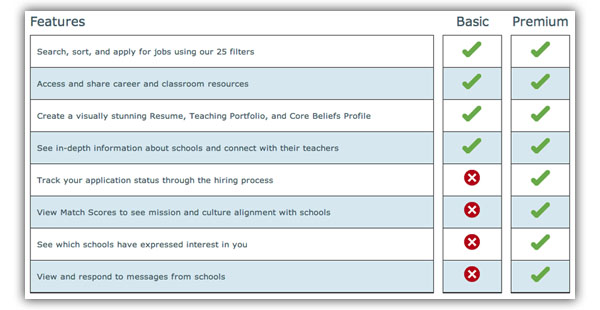 Features Basic Premium
Search, sort, and apply for jobs using our 25 filters
Access and share career and classroom resources
Create a visually stunning Resume, Teaching Portfolio, and Core Beliefs Profile
See in-depth information about schools and connect with their teachers
Track your application status through the hiring process
View Match Scores to see mission and culture alignment with schools
See which schools have expressed interest in you
View and respond to messages from schools